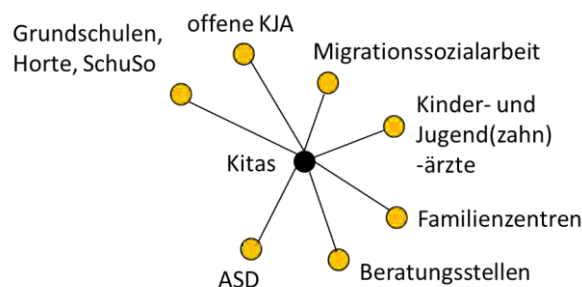 Grundschulen,
Horte, SchuSo
offene KJA
Migrationssozialarbeit
Kinder- und
Jugend(zahn)
-ärzte
Kitas
Familienzentren
Beratungsstellen
ASD